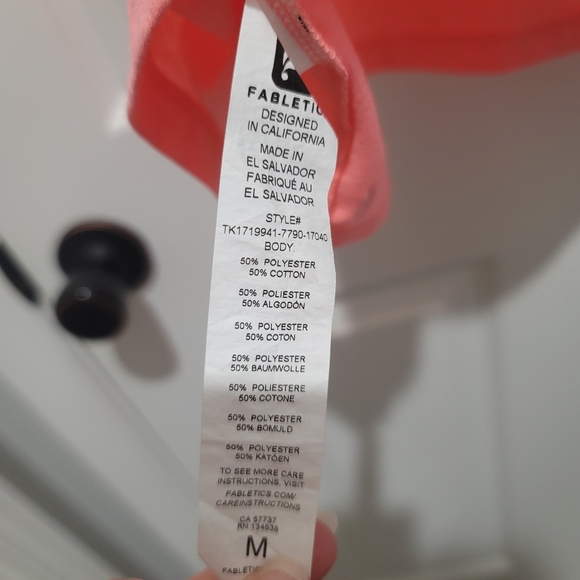 FABLETIC
DESIGNED
IN CALIFORNIA
MADE IN
EL SALVADOR
FABRIQUÉ AU
EL SALVADOR
STYLE#
TK1719941-7790-17040
BODY:
50% POLYESTER
50% COTTON
50% POLIESTER
50% ALGODÓN
50% POLYESTER
50% COTON
50% POLYESTER
50% BAUMWOLLE
50% POLIESTERE
50% COTONE
50% POLYESTER
50% BOMULD
50% POLYESTER
50% KATOEN
TO SEE MORE CARE
INSTRUCTIONS, VISIT
FABLETICS.COM/
CAREINSTRUCTIONS
CA 57737
RN 134638
M